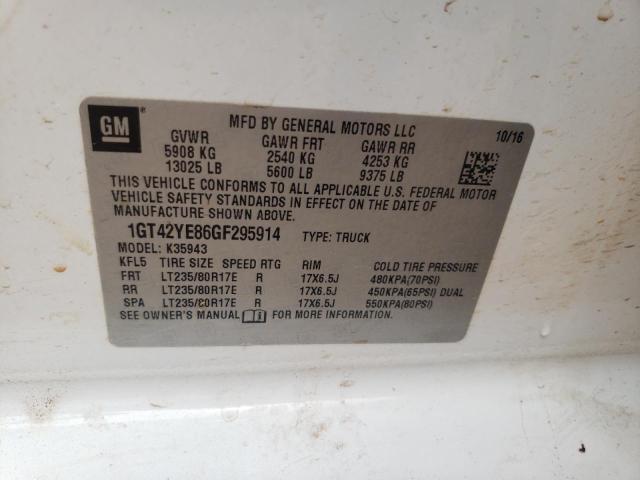 GM®
MFD BY GENERAL MOTORS LLC 10/16
GVWR GAWR FRT GAWR RR
5908 KG 2540 KG 4253 KG
13025 LB 5600 LB 9375 LB
THIS VEHICLE CONFORMS TO ALL APPLICABLE U.S. FEDERAL MOTOR
VEHICLE SAFETY STANDARDS IN EFFECT ON THE DATE OF
MANUFACTURE SHOWN ABOVE.
1GT42YE86GF295914 TYPE: TRUCK
MODEL: K35943
KFL5 TIRE SIZE SPEED RTG RIM COLD TIRE PRESSURE
FRT LT235/80R17E R 17X6.5J 480KPA(70PSI)
RR LT235/80R17E R 17X6.5J 450KPA(65PSI) DUAL
SPA LT235/80R17E R 17X6.5J 550KPA(80PSI)
SEE OWNER'S MANUAL FOR MORE INFORMATION.